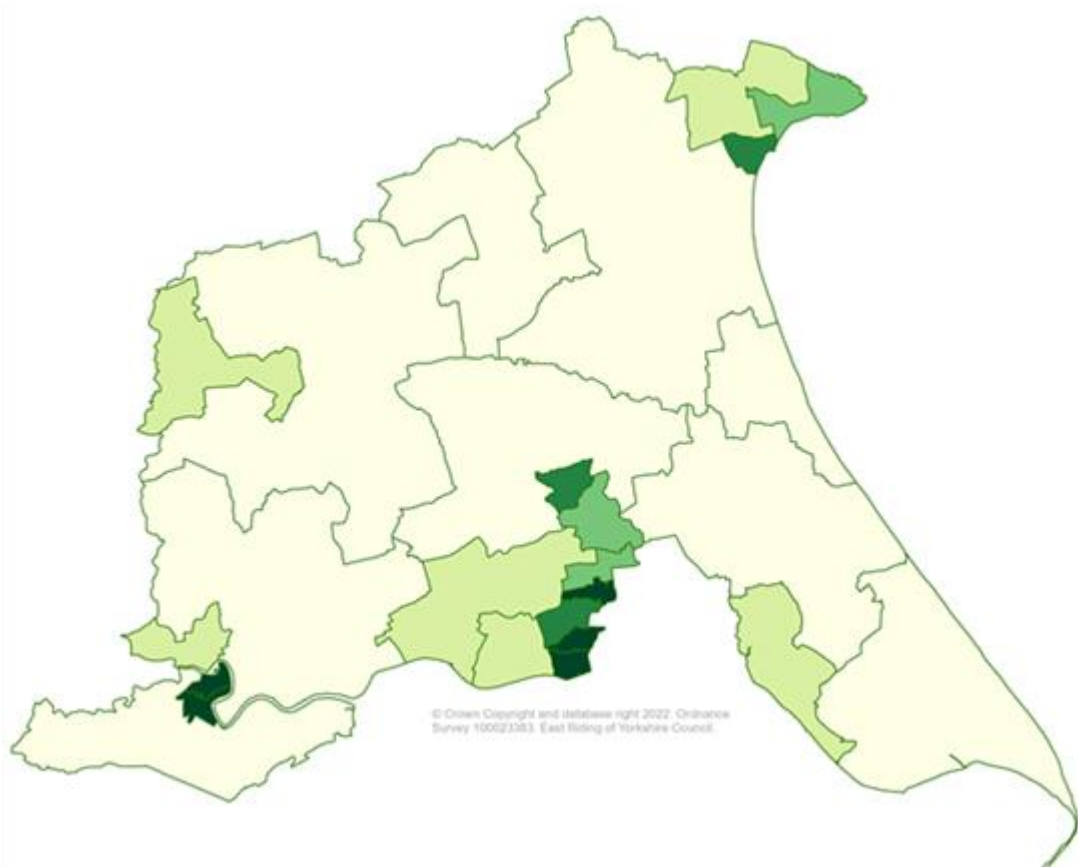 © Crown Copyright and database right 2022. Ordnance
Survey 100023383. East Riding of Yorkshire Council.